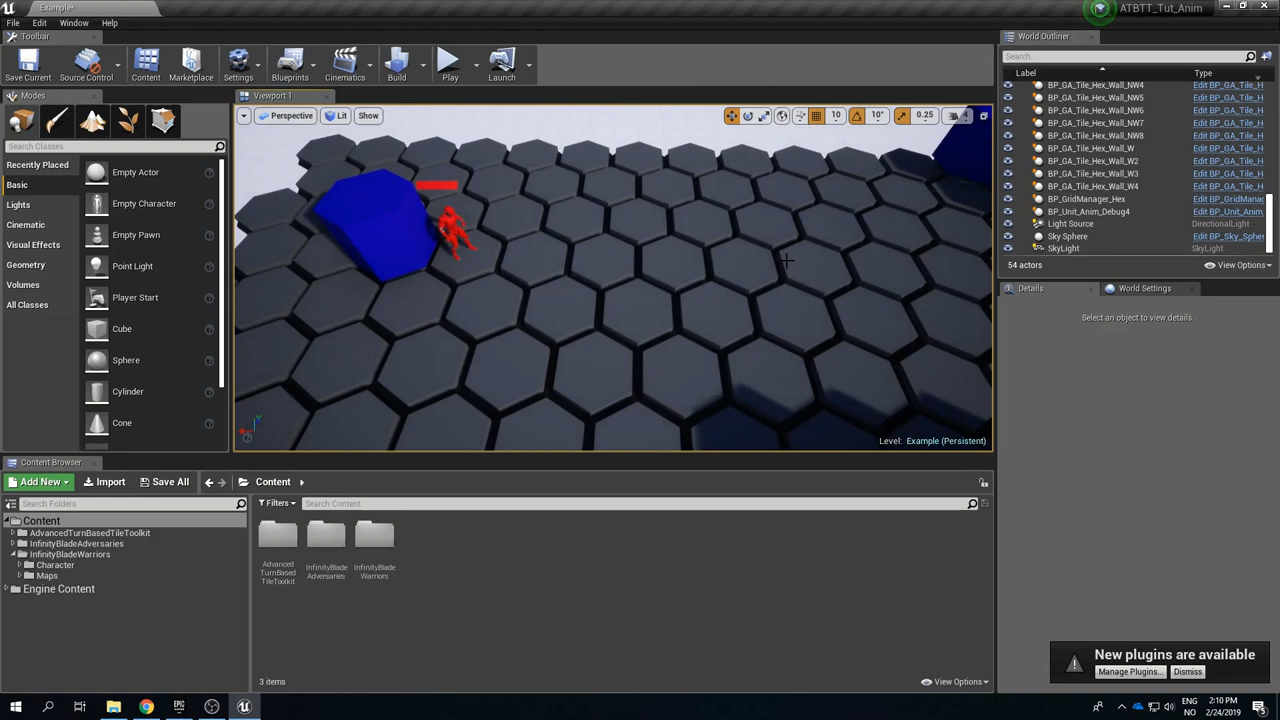 Example*
ATBTT_Tut_Anim
File Edit Window Help
Toolbar
Save Current Source Control Content Marketplace Settings Blueprints Cinematics Build Play Launch
Modes
Search Classes
Recently Placed
Basic
Lights
Cinematic
Visual Effects
Geometry
Volumes
All Classes
Empty Actor
Empty Character
Empty Pawn
Point Light
Player Start
Cube
Sphere
Cylinder
Cone
Viewport 1
Perspective Lit Show
10 10° 0.25 4
Level: Example (Persistent)
World Outliner
Search...
Label Type
BP_GA_Tile_Hex_Wall_NW4 Edit BP_GA_Tile_H
BP_GA_Tile_Hex_Wall_NW5 Edit BP_GA_Tile_H
BP_GA_Tile_Hex_Wall_NW6 Edit BP_GA_Tile_H
BP_GA_Tile_Hex_Wall_NW7 Edit BP_GA_Tile_H
BP_GA_Tile_Hex_Wall_NW8 Edit BP_GA_Tile_H
BP_GA_Tile_Hex_Wall_W Edit BP_GA_Tile_H
BP_GA_Tile_Hex_Wall_W2 Edit BP_GA_Tile_H
BP_GA_Tile_Hex_Wall_W3 Edit BP_GA_Tile_H
BP_GA_Tile_Hex_Wall_W4 Edit BP_GA_Tile_H
BP_GridManager_Hex Edit BP_GridManag
BP_Unit_Anim_Debug4 Edit BP_Unit_Anim_
Light Source DirectionalLight
Sky Sphere Edit BP_Sky_Spher
SkyLight SkyLight
54 actors View Options
Details World Settings
Select an object to view details
Content Browser
Add New Import Save All Content
Search Folders
Content
AdvancedTurnBasedTileToolkit
InfinityBladeAdversaries
InfinityBladeWarriors
Character
Maps
Engine Content
Filters Search Content
Advanced
TurnBased
TileToolkit
InfinityBlade
Adversaries
InfinityBlade
Warriors
3 items View Options
New plugins are available
Manage Plugins... Dismiss
ENG
NO
2:10 PM
2/24/2019
5